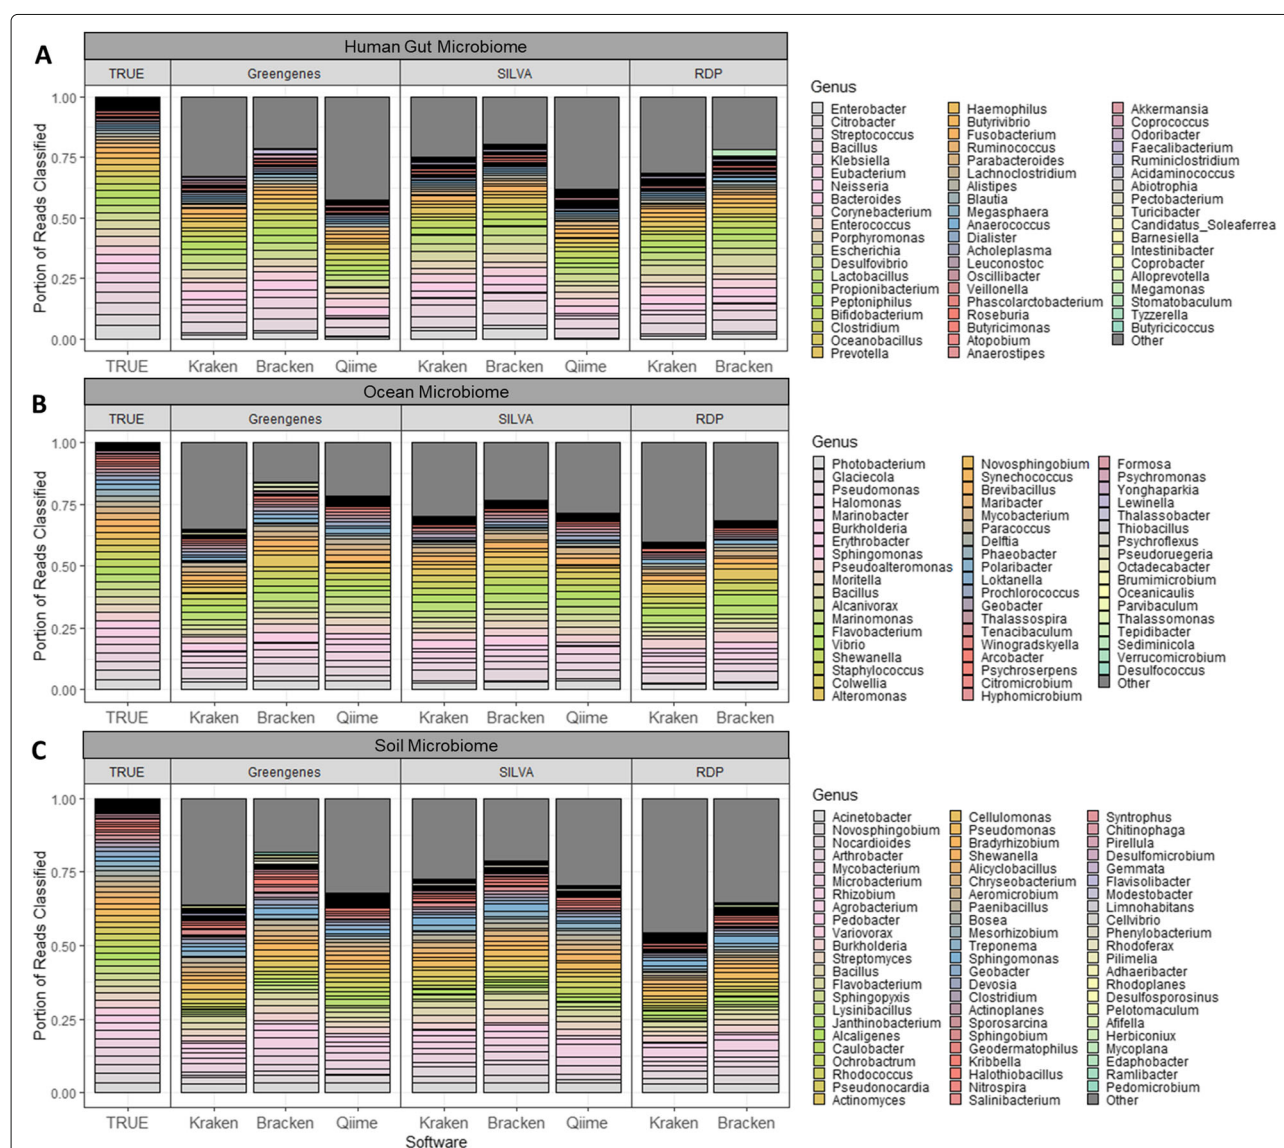 A
Human Gut Microbiome
TRUE Greengenes SILVA RDP
Portion of Reads Classified
1.00
0.75
0.50
0.25
0.00
TRUE Kraken Bracken Qiime Kraken Bracken Qiime Kraken Bracken
Genus
Enterobacter Haemophilus Akkermansia
Citrobacter Butyrivibrio Coprococcus
Streptococcus Fusobacterium Odoribacter
Bacillus Ruminococcus Faecalibacterium
Klebsiella Parabacteroides Ruminiclostridium
Eubacterium Lachnoclostridium Acidaminococcus
Neisseria Alistipes Abiotrophia
Bacteroides Blautia Pectobacterium
Corynebacterium Megasphaera Turicibacter
Enterococcus Anaerococcus Candidatus_Soleaferrea
Porphyromonas Dialister Barnesiella
Escherichia Acholeplasma Intestinibacter
Desulfovibrio Leuconostoc Coprobacter
Lactobacillus Oscillibacter Alloprevotella
Propionibacterium Veillonella Megamonas
Peptoniphilus Phascolarctobacterium Stomatobaculum
Bifidobacterium Roseburia Tyzzerella
Clostridium Butyricimonas Butyricicoccus
Oceanobacillus Atopobium Other
Prevotella Anaerostipes
B
Ocean Microbiome
TRUE Greengenes SILVA RDP
Portion of Reads Classified
1.00
0.75
0.50
0.25
0.00
TRUE Kraken Bracken Qiime Kraken Bracken Qiime Kraken Bracken
Genus
Photobacterium Novosphingobium Formosa
Glaciecola Synechococcus Psychromonas
Pseudomonas Brevibacillus Yonghaparkia
Halomonas Maribacter Lewinella
Marinobacter Mycobacterium Thalassobacter
Burkholderia Paracoccus Thiobacillus
Erythrobacter Delftia Psychroflexus
Sphingomonas Phaeobacter Pseudoruegeria
Pseudoalteromonas Polaribacter Octadecabacter
Moritella Loktanella Brumimicrobium
Bacillus Prochlorococcus Oceanicaulis
Alcanivorax Geobacter Parvibaculum
Marinomonas Thalassospira Thalassomonas
Flavobacterium Tenacibaculum Tepidibacter
Vibrio Winogradskyella Sediminicola
Shewanella Arcobacter Verrucomicrobium
Staphylococcus Psychroserpens Desulfococcus
Colwellia Citromicrobium Other
Alteromonas Hyphomicrobium
C
Soil Microbiome
TRUE Greengenes SILVA RDP
Portion of Reads Classified
1.00
0.75
0.50
0.25
0.00
TRUE Kraken Bracken Qiime Kraken Bracken Qiime Kraken Bracken
Software
Genus
Acinetobacter Cellulomonas Syntrophus
Novosphingobium Pseudomonas Chitinophaga
Nocardioides Bradyrhizobium Pirellula
Arthrobacter Shewanella Desulfomicrobium
Mycobacterium Alicyclobacillus Gemmata
Microbacterium Chryseobacterium Flavisolibacter
Rhizobium Aeromicrobium Modestobacter
Agrobacterium Paenibacillus Limnohabitans
Pedobacter Bosea Cellvibrio
Variovorax Mesorhizobium Phenylobacterium
Burkholderia Treponema Rhodoferax
Streptomyces Sphingomonas Pilimelia
Bacillus Geobacter Adhaeribacter
Flavobacterium Devosia Rhodoplanes
Sphingopyxis Clostridium Desulfosporosinus
Lysinibacillus Actinoplanes Pelotomaculum
Janthinobacterium Sporosarcina Afifella
Alcaligenes Sphingobium Herbiconiux
Caulobacter Geodermatophilus Mycoplana
Ochrobactrum Kribbella Edaphobacter
Rhodococcus Halothiobacillus Ramlibacter
Pseudonocardia Nitrospira Pedomicrobium
Actinomyces Salinibacterium Other